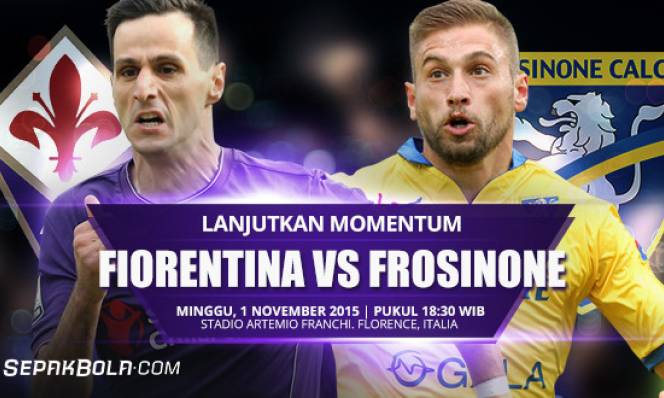 SINONE CALC
LANJUTKAN MOMENTUM
FIORENTINA VS FROSINONE
MINGGU, 1 NOVEMBER 2015 | PUKUL 18:30 WIB
STADIO ARTEMIO FRANCHI. FLORENCE, ITALIA
SEPAKBOLA.COM